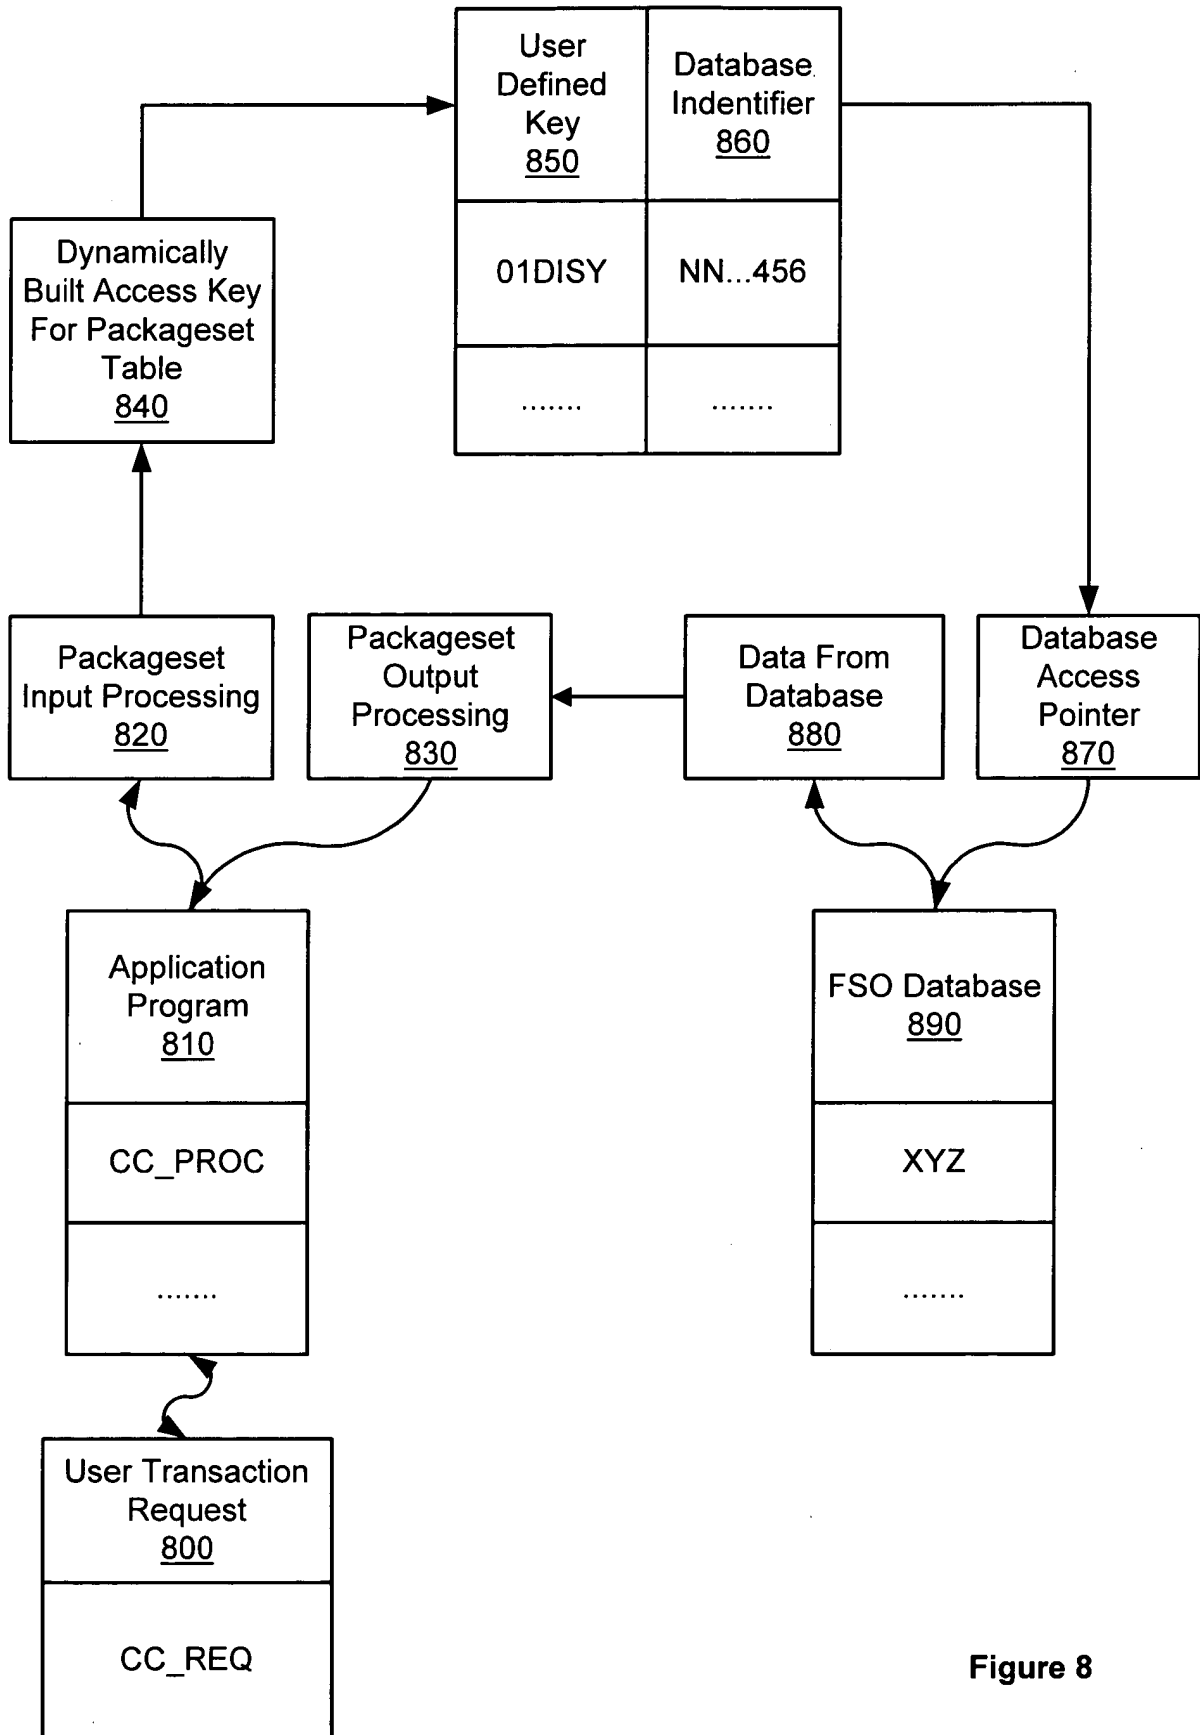 User
Defined
Key
850
Database
Indentifier
860
01DISY
NN...456
.......
.......
Dynamically
Built Access Key
For Packageset
Table
840
Packageset
Input Processing
820
Packageset
Output
Processing
830
Data From
Database
880
Database
Access
Pointer
870
Application
Program
810
CC_PROC
.......
FSO Database
890
XYZ
.......
User Transaction
Request
800
CC_REQ
Figure 8